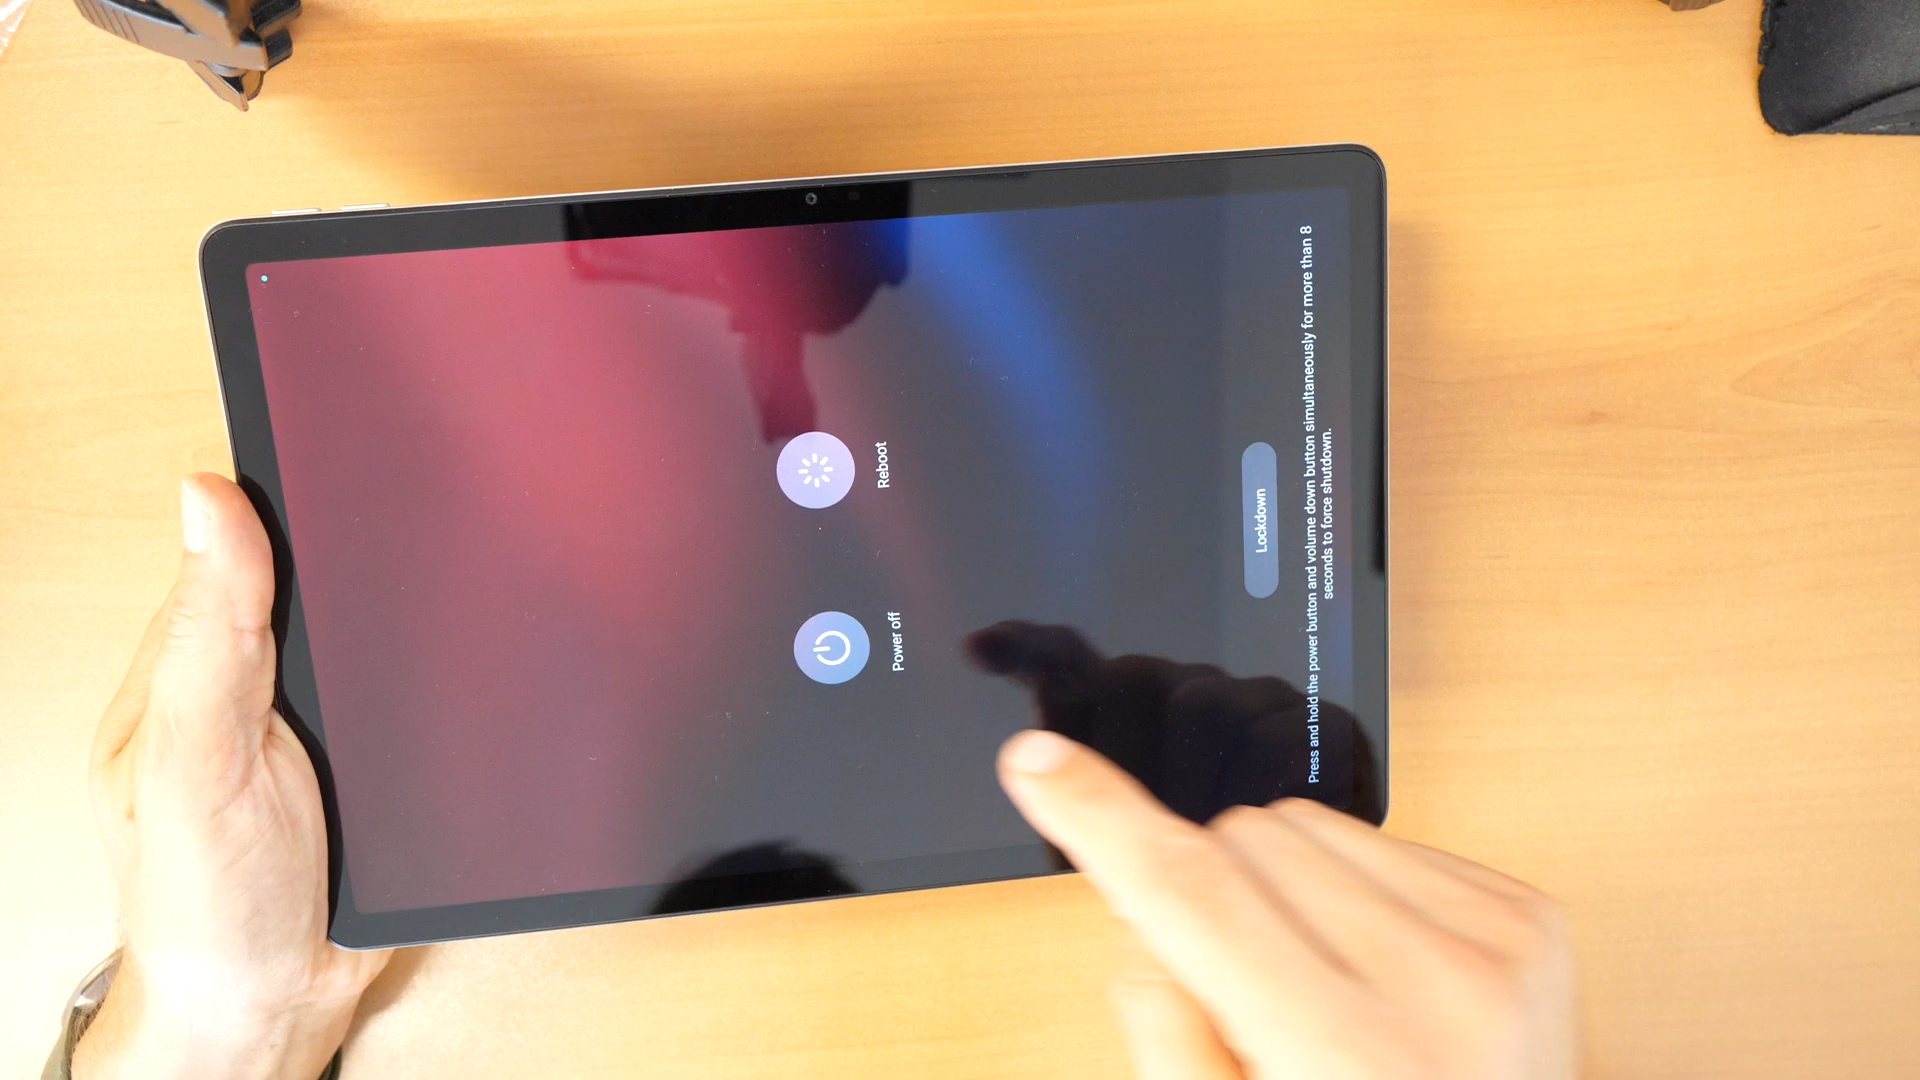 Power off
Reboot
Lockdown
Press and hold the power button and volume down button simultaneously for more than 8
seconds to force shutdown.